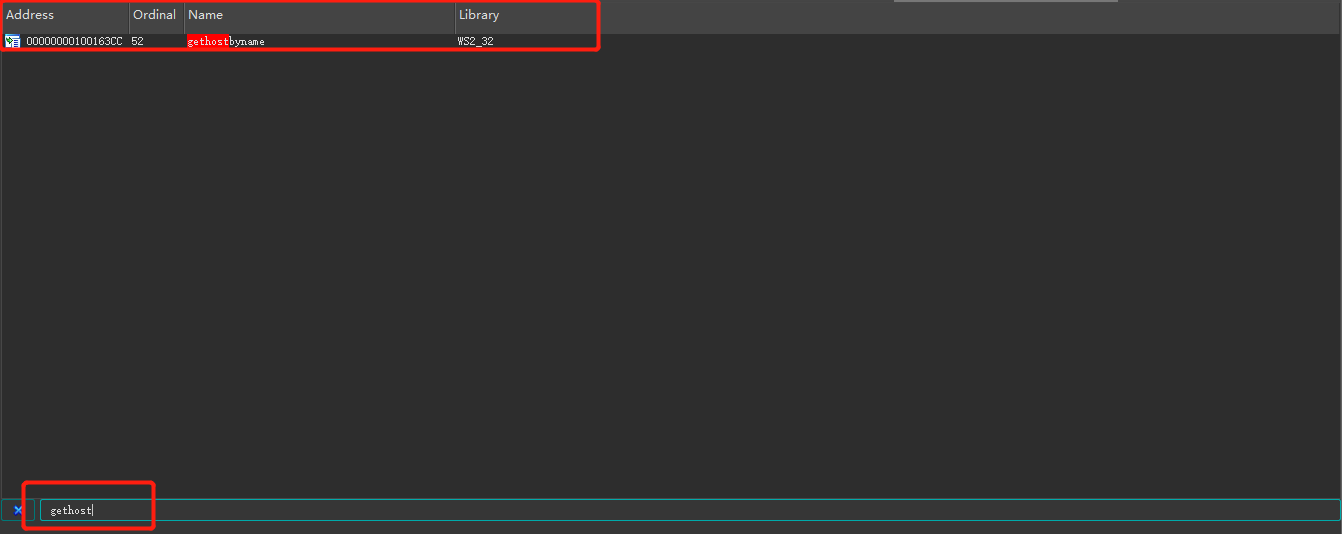 Address Ordinal Name Library
00000000100163CC 52 gethostbyname WS2_32
gethost